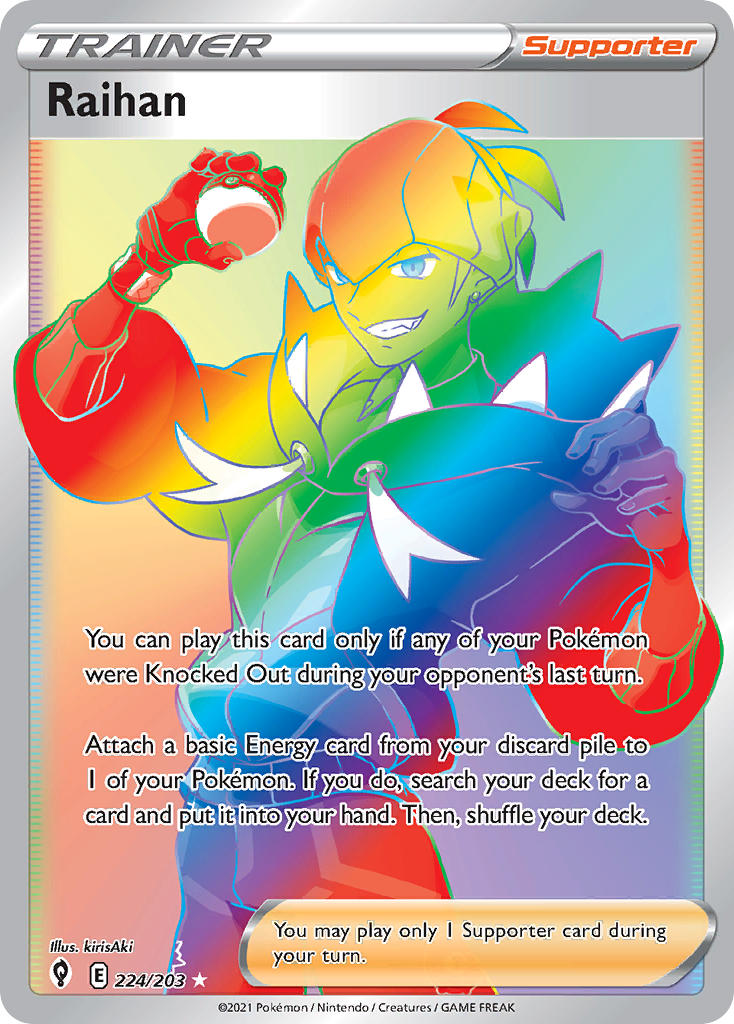 TRAINER Supporter
Raihan
You can play this card only if any of your Pokémon
were Knocked Out during your opponent's last turn.
Attach a basic Energy card from your discard pile to
1 of your Pokémon. If you do, search your deck for a
card and put it into your hand. Then, shuffle your deck.
You may play only 1 Supporter card during
your turn.
Illus. kirisAki
E 224/203 ★
©2021 Pokémon / Nintendo / Creatures / GAME FREAK